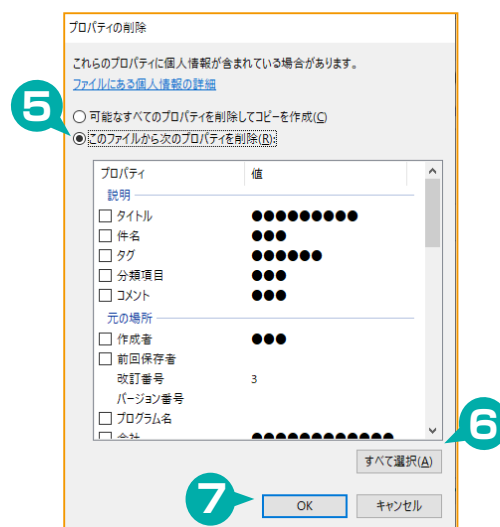 プロパティの削除
これらのプロパティに個人情報が含まれている場合があります。
ファイルにある個人情報の詳細
5
可能なすべてのプロパティを削除してコピーを作成(C)
このファイルから次のプロパティを削除(R):
プロパティ 値
説明
タイトル ●●●●●●●●●
件名 ●●●
タグ ●●●●●●
分類項目 ●●●
コメント ●●●
元の場所
作成者 ●●●
前回保存者
改訂番号 3
バージョン番号
プログラム名
会社 ●●●●●●●●●●●●
6
すべて選択(A)
7
OK キャンセル